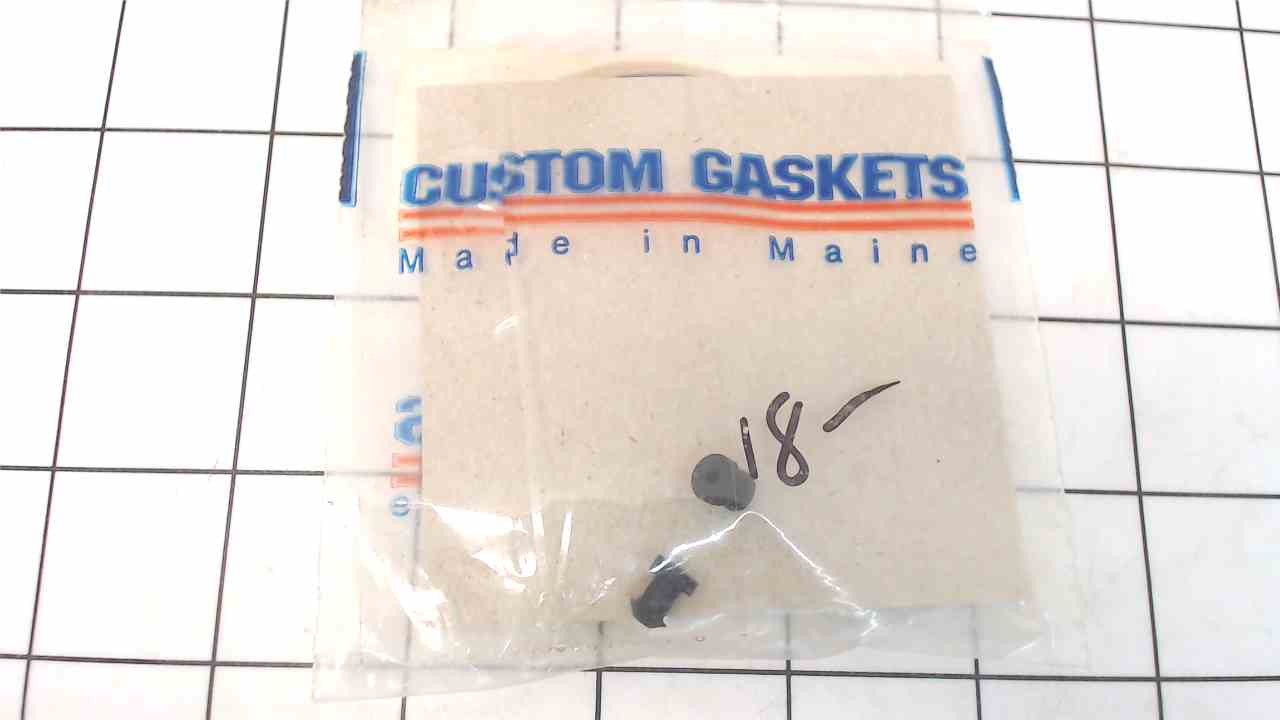 CUSTOM GASKETS
Made in Maine
18-